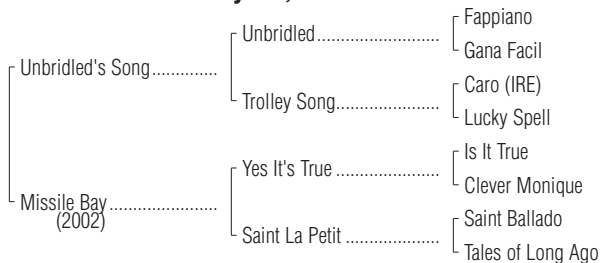 Fappiano
Unbridled
Gana Facil
Unbridled's Song
Caro (IRE)
Trolley Song
Lucky Spell
Is It True
Yes It's True
Clever Monique
Missile Bay
(2002)
Saint Ballado
Saint La Petit
Tales of Long Ago